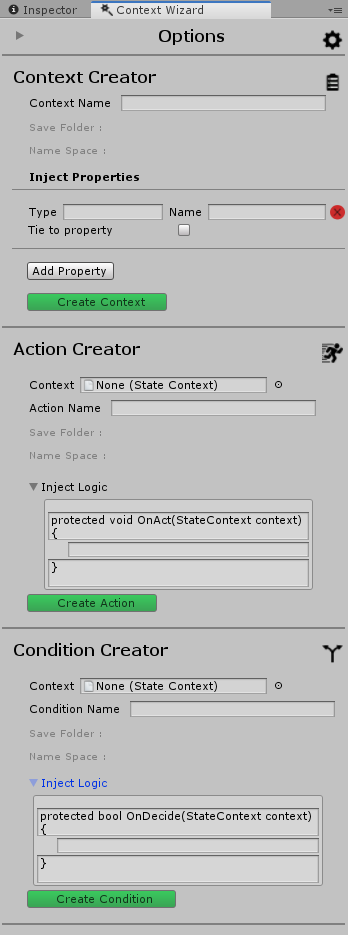 Inspector Context Wizard
Options
Context Creator
Context Name
Save Folder :
Name Space :
Inject Properties
Type Name
Tie to property
Add Property
Create Context
Action Creator
Context None (State Context)
Action Name
Save Folder :
Name Space :
Inject Logic
protected void OnAct(StateContext context)
{
}
Create Action
Condition Creator
Context None (State Context)
Condition Name
Save Folder :
Name Space :
Inject Logic
protected bool OnDecide(StateContext context)
{
}
Create Condition